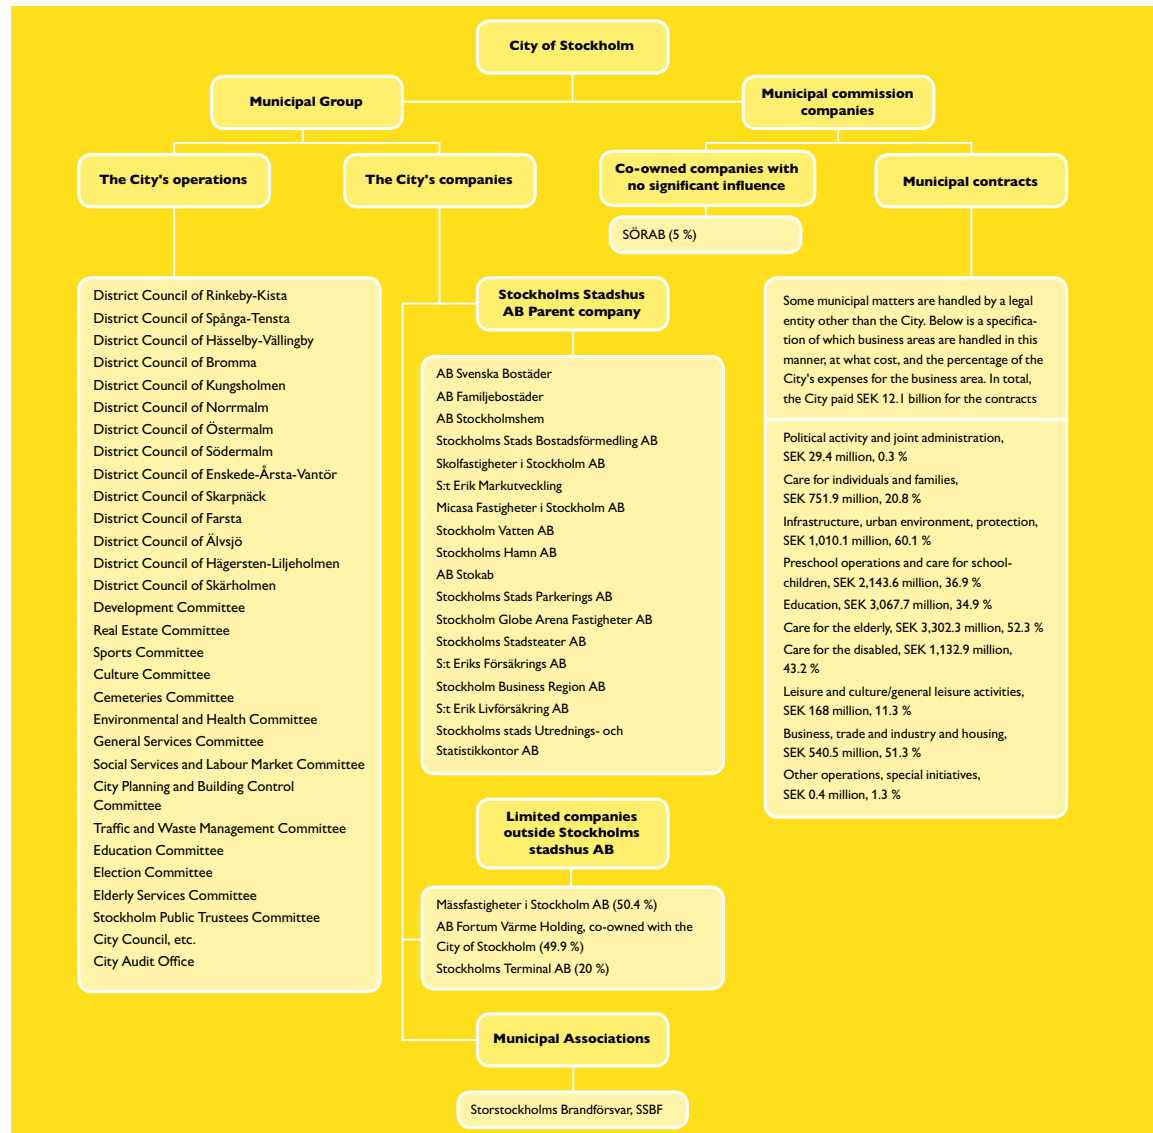 City of Stockholm
Municipal Group
Municipal commission
companies
The City's operations
The City's companies
Co-owned companies with
no significant influence
Municipal contracts
SÖRAB (5 %)
District Council of Rinkeby-Kista
District Council of Spånga-Tensta
District Council of Hässelby-Vällingby
District Council of Bromma
District Council of Kungsholmen
District Council of Norrmalm
District Council of Östermalm
District Council of Södermalm
District Council of Enskede-Årsta-Vantör
District Council of Skarpnäck
District Council of Farsta
District Council of Älvsjö
District Council of Hägersten-Liljeholmen
District Council of Skärholmen
Development Committee
Real Estate Committee
Sports Committee
Culture Committee
Cemeteries Committee
Environmental and Health Committee
General Services Committee
Social Services and Labour Market Committee
City Planning and Building Control
Committee
Traffic and Waste Management Committee
Education Committee
Election Committee
Elderly Services Committee
Stockholm Public Trustees Committee
City Council, etc.
City Audit Office
Stockholms Stadshus
AB Parent company
AB Svenska Bostäder
AB Familjebostäder
AB Stockholmshem
Stockholms Stads Bostadsförmedling AB
Skolfastigheter i Stockholm AB
S:t Erik Markutveckling
Micasa Fastigheter i Stockholm AB
Stockholm Vatten AB
Stockholms Hamn AB
AB Stokab
Stockholms Stads Parkerings AB
Stockholm Globe Arena Fastigheter AB
Stockholms Stadsteater AB
S:t Eriks Försäkrings AB
Stockholm Business Region AB
S:t Erik Livförsäkring AB
Stockholms stads Utrednings- och
Statistikkontor AB
Limited companies
outside Stockholms
stadshus AB
Mässfastigheter i Stockholm AB (50.4 %)
AB Fortum Värme Holding, co-owned with the
City of Stockholm (49.9 %)
Stockholms Terminal AB (20 %)
Municipal Associations
Storstockholms Brandförsvar, SSBF
Some municipal matters are handled by a legal
entity other than the City. Below is a specifica-
tion of which business areas are handled in this
manner, at what cost, and the percentage of the
City's expenses for the business area. In total,
the City paid SEK 12.1 billion for the contracts
Political activity and joint administration,
SEK 29.4 million, 0.3 %
Care for individuals and families,
SEK 751.9 million, 20.8 %
Infrastructure, urban environment, protection,
SEK 1,010.1 million, 60.1 %
Preschool operations and care for school-
children, SEK 2,143.6 million, 36.9 %
Education, SEK 3,067.7 million, 34.9 %
Care for the elderly, SEK 3,302.3 million, 52.3 %
Care for the disabled, SEK 1,132.9 million,
43.2 %
Leisure and culture/general leisure activities,
SEK 168 million, 11.3 %
Business, trade and industry and housing,
SEK 540.5 million, 51.3 %
Other operations, special initiatives,
SEK 0.4 million, 1.3 %